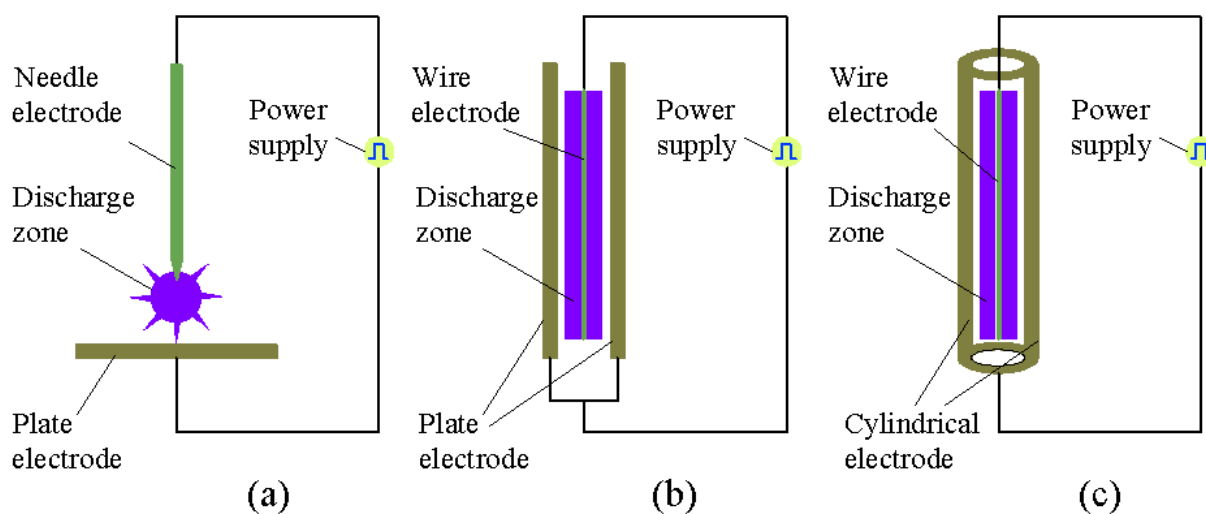 Needle
electrode
Power
supply
Discharge
zone
Plate
electrode
(a)
Wire
electrode
Power
supply
Discharge
zone
Plate
electrode
(b)
Wire
electrode
Power
supply
Discharge
zone
Cylindrical
electrode
(c)